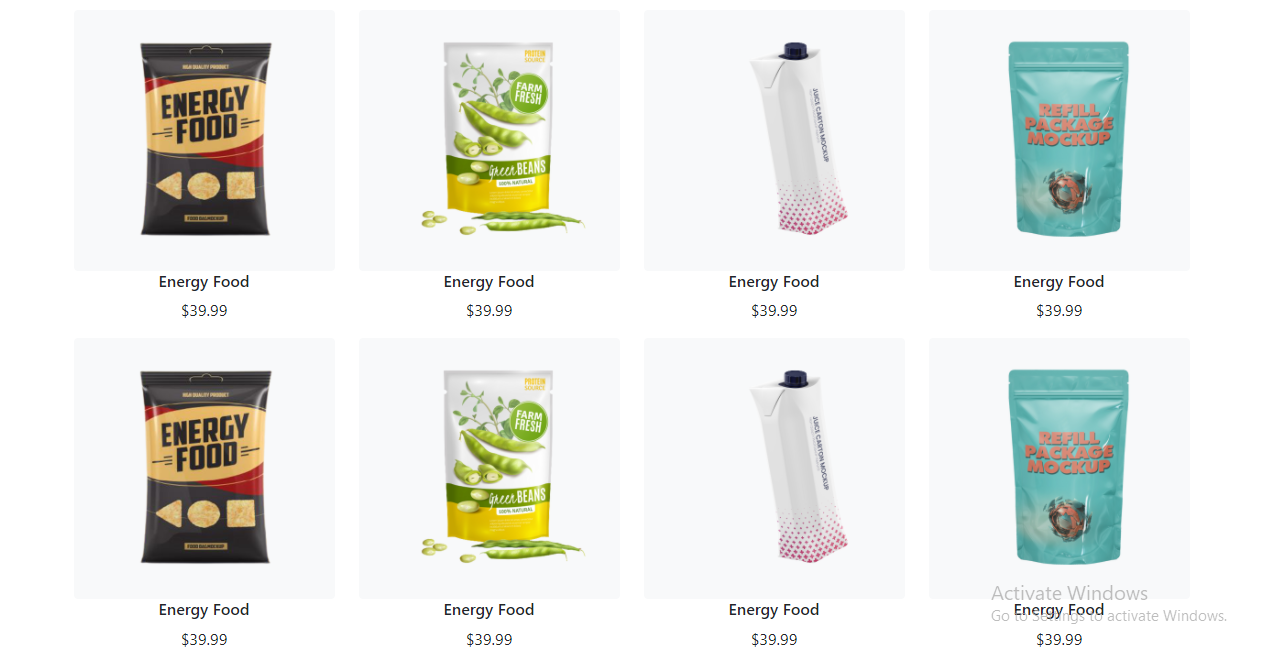 HIGH QUALITY PRODUCT
ENERGY
FOOD
FOOD BALMOCKUP
Energy Food
$39.99
PROTEIN
SOURCE
FARM
FRESH
green BEANS
100% NATURAL
Energy Food
$39.99
JUICE CARTON MOCKUP
Energy Food
$39.99
REFILL
PACKAGE
MOCKUP
Energy Food
$39.99
HIGH QUALITY PRODUCT
ENERGY
FOOD
FOOD BALMOCKUP
Energy Food
$39.99
PROTEIN
SOURCE
FARM
FRESH
green BEANS
100% NATURAL
Energy Food
$39.99
JUICE CARTON MOCKUP
Energy Food
$39.99
REFILL
PACKAGE
MOCKUP
Energy Food
$39.99
Activate Windows
Go to Settings to activate Windows.